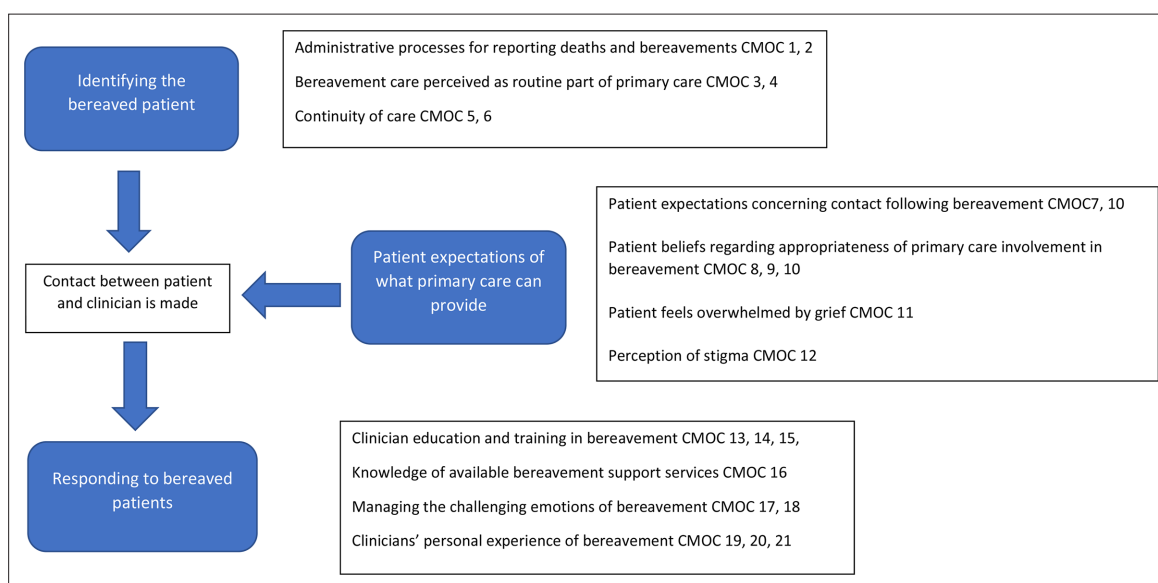 Identifying the
bereaved patient
Administrative processes for reporting deaths and bereavements CMOC 1, 2
Bereavement care perceived as routine part of primary care CMOC 3, 4
Continuity of care CMOC 5, 6
Contact between patient
and clinician is made
Patient expectations of
what primary care can
provide
Patient expectations concerning contact following bereavement CMOC7, 10
Patient beliefs regarding appropriateness of primary care involvement in
bereavement CMOC 8, 9, 10
Patient feels overwhelmed by grief CMOC 11
Perception of stigma CMOC 12
Responding to bereaved
patients
Clinician education and training in bereavement CMOC 13, 14, 15,
Knowledge of available bereavement support services CMOC 16
Managing the challenging emotions of bereavement CMOC 17, 18
Clinicians’ personal experience of bereavement CMOC 19, 20, 21